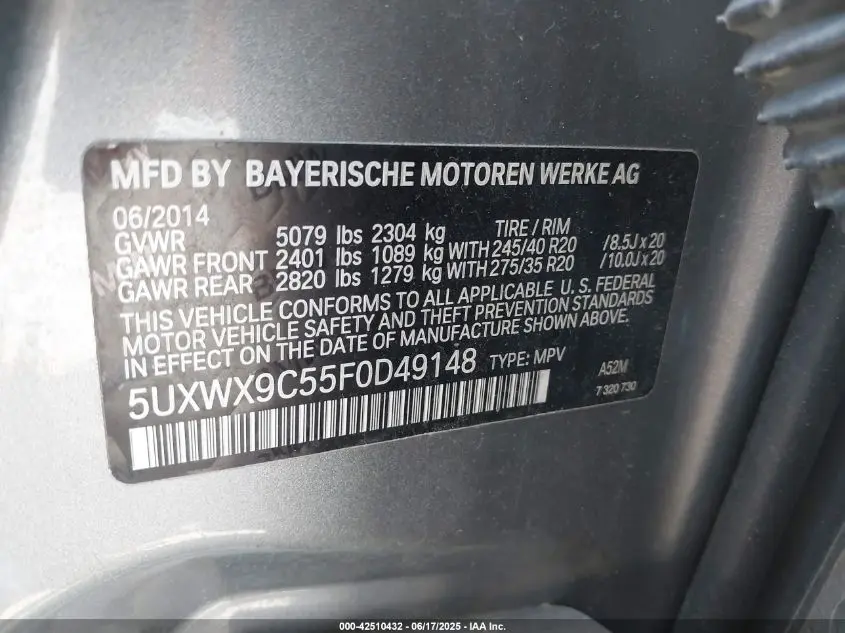 MFD BY BAYERISCHE MOTOREN WERKE AG
06/2014 TIRE / RIM
GVWR 5079 lbs 2304 kg
GAWR FRONT 2401 lbs 1089 kg WITH 245/40 R20 /8.5J x 20
GAWR REAR 2820 lbs 1279 kg WITH 275/35 R20 /10.0J x 20
THIS VEHICLE CONFORMS TO ALL APPLICABLE U. S. FEDERAL
MOTOR VEHICLE SAFETY AND THEFT PREVENTION STANDARDS
IN EFFECT ON THE DATE OF MANUFACTURE SHOWN ABOVE.
5UXWX9C55F0D49148 TYPE: MPV A52M
7 320 730
000-42510432 - 06/17/2025 - IAA Inc.